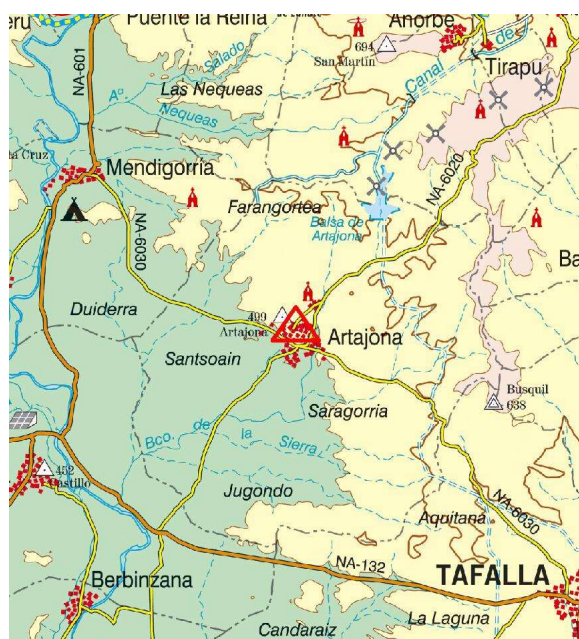 Puente la Reina
Añorbe
694
San Martín
Canal de
Tirapu
NA-601
Salado
Aº
Las Nequeas
Nequeas
Cruz
Mendigorría
NA-6020
Farangortea
Balsa de
Artajona
NA-6030
Duiderra
499
Artajona
Artajona
Santsoain
Busquil
638
Saragorria
Bco. de la Sierra
452
Castillo
Jugondo
Aquitana
NA-6030
NA-132
TAFALLA
Berbinzana
La Laguna
Candaraiz